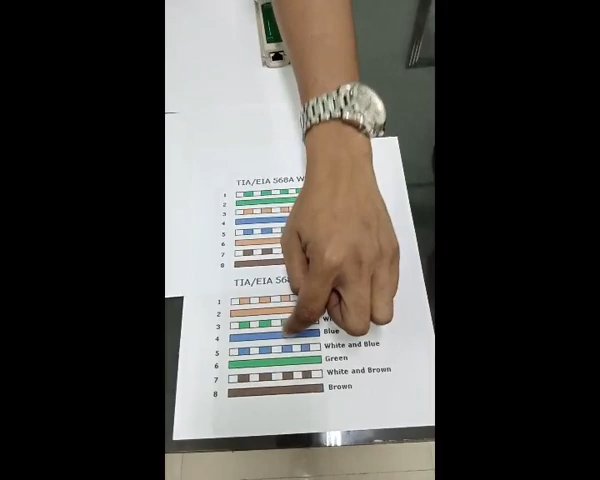 TIA/EIA 568A
1
2
3
4
5
6
7
8
TIA/EIA
1
2
3
4 Blue
5 White and Blue
6 Green
7 White and Brown
8 Brown